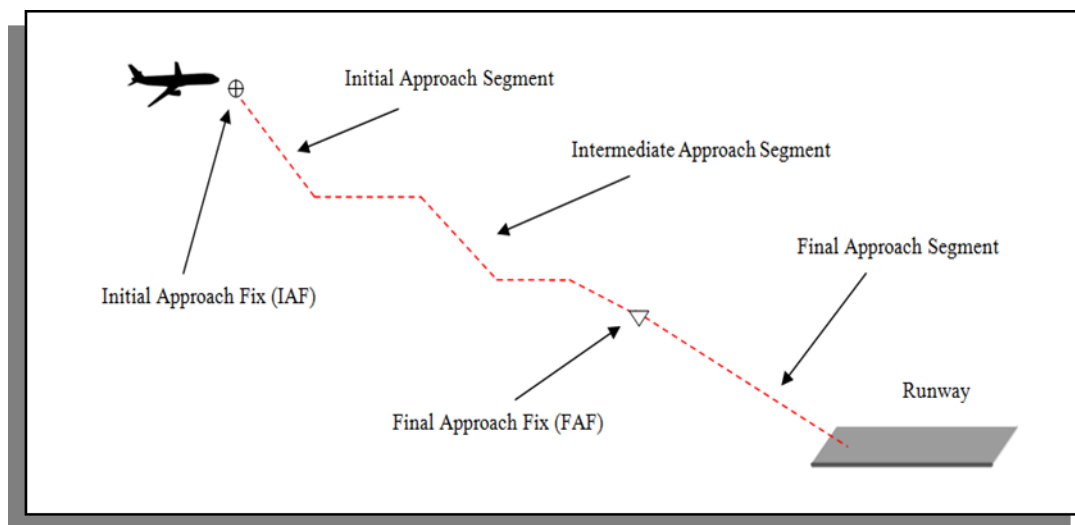 Initial Approach Segment
Intermediate Approach Segment
Final Approach Segment
Initial Approach Fix (IAF)
Runway
Final Approach Fix (FAF)